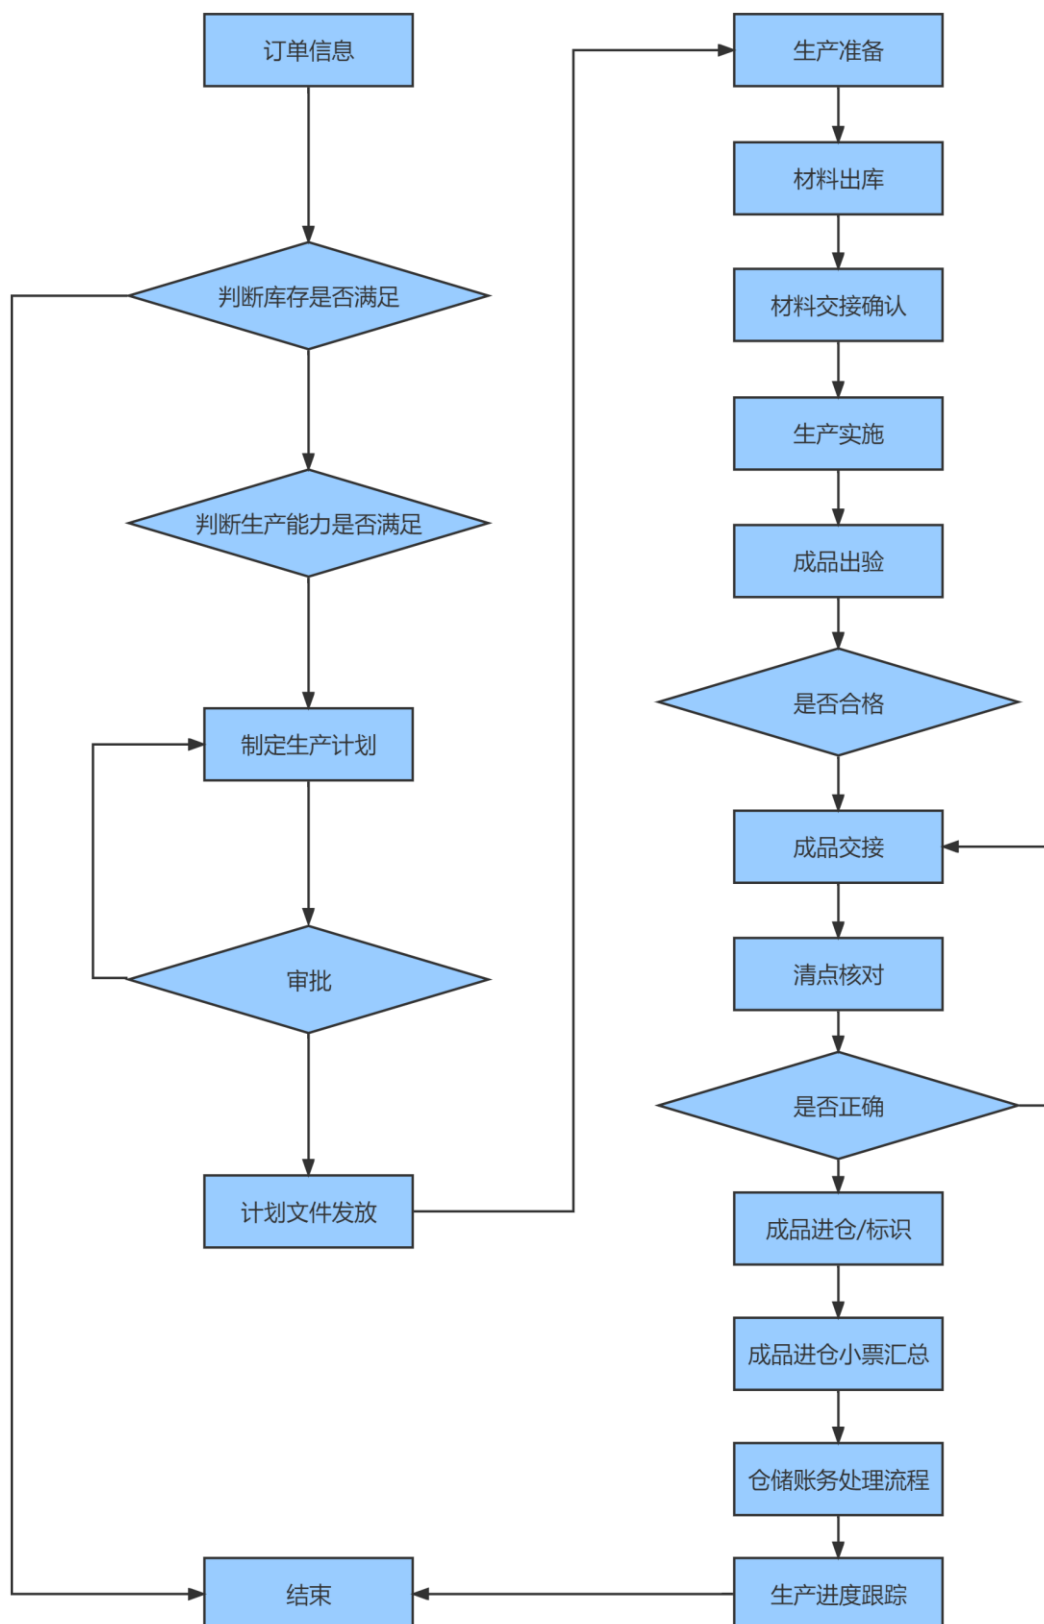 订单信息
判断库存是否满足
判断生产能力是否满足
制定生产计划
审批
计划文件发放
生产准备
材料出库
材料交接确认
生产实施
成品出验
是否合格
成品交接
清点核对
是否正确
成品进仓/标识
成品进仓小票汇总
仓储账务处理流程
生产进度跟踪
结束